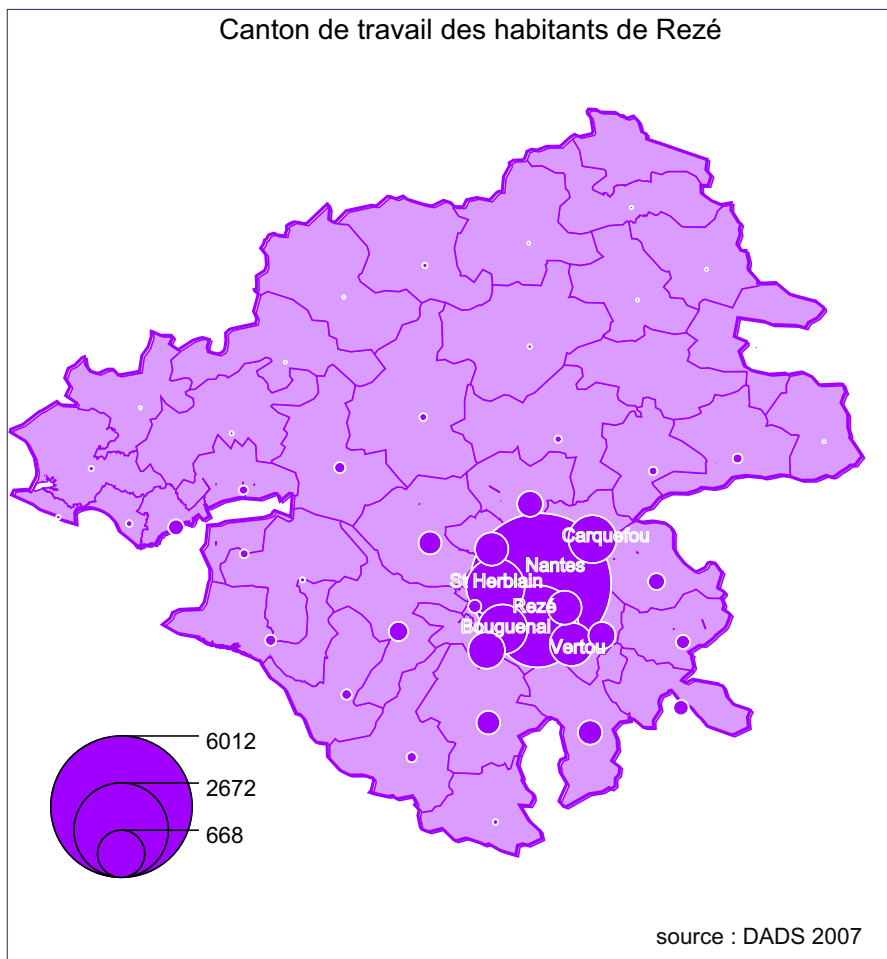 Canton de travail des habitants de Rezé
Carquefou
Nantes
St Herblain
Rezé
Bouguenai
Vertou
6012
2672
668
source : DADS 2007